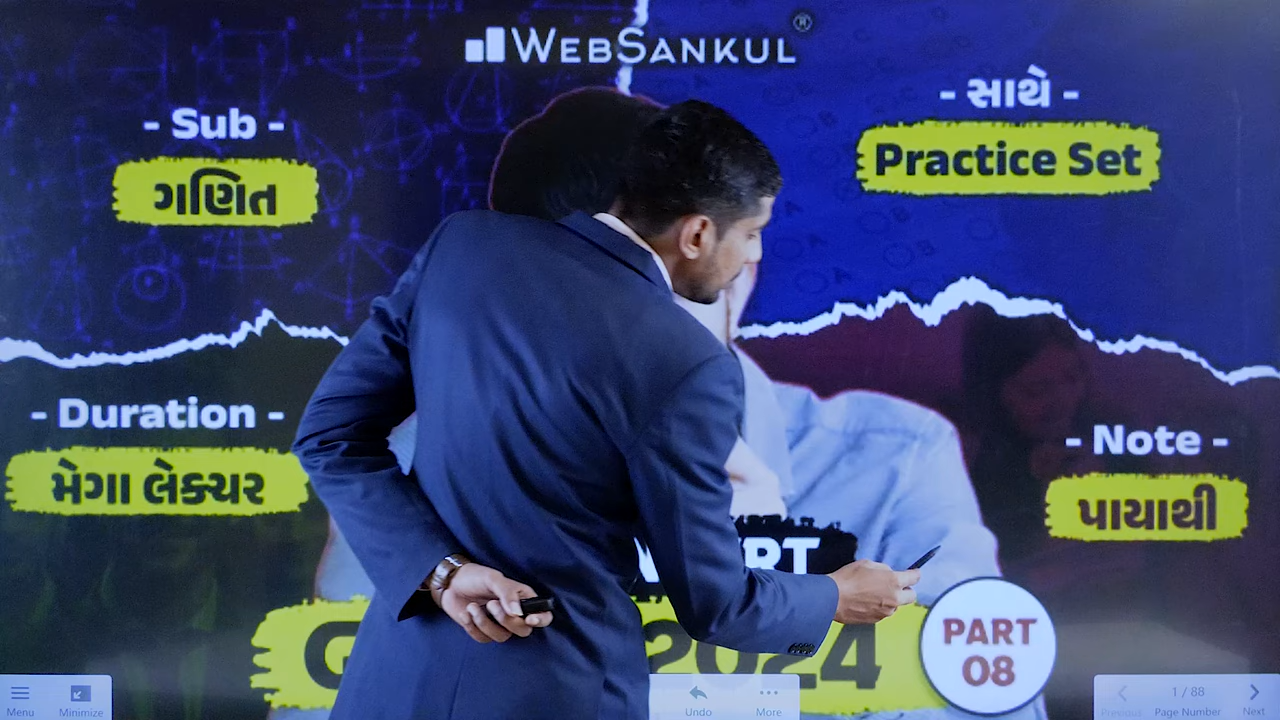 WEBSANKUL®
- Sub -
ગણિત
- સાથે -
Practice Set
- Duration -
મેગા લેક્ચર
- Note -
પાયાથી
2024
PART
08
Menu
Minimize
Undo
More
Previous
1 / 88
Page Number
Next